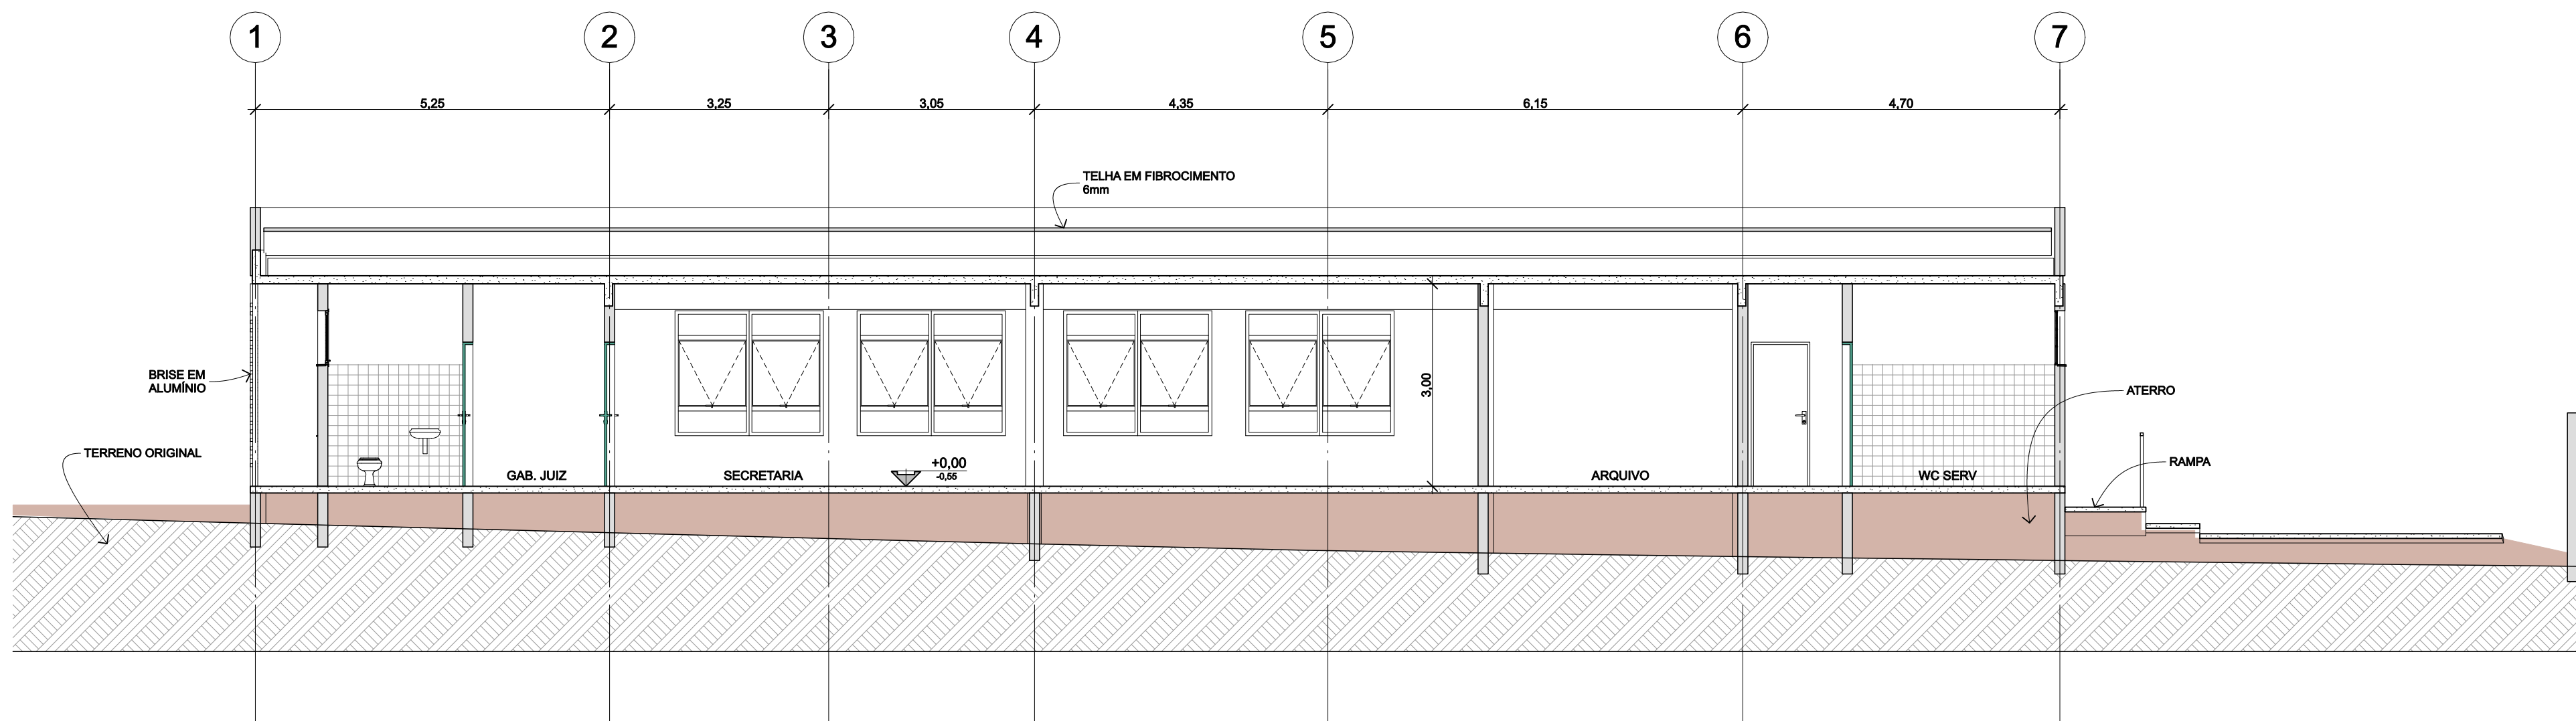 1
2
3
4
5
6
7
5,25
3,25
3,05
4,35
6,15
4,70
TELHA EM FIBROCIMENTO
6mm
BRISE EM
ALUMÍNIO
3,00
ATERRO
TERRENO ORIGINAL
RAMPA
GAB. JUIZ
SECRETARIA
+0,00
-0,55
ARQUIVO
WC SERV